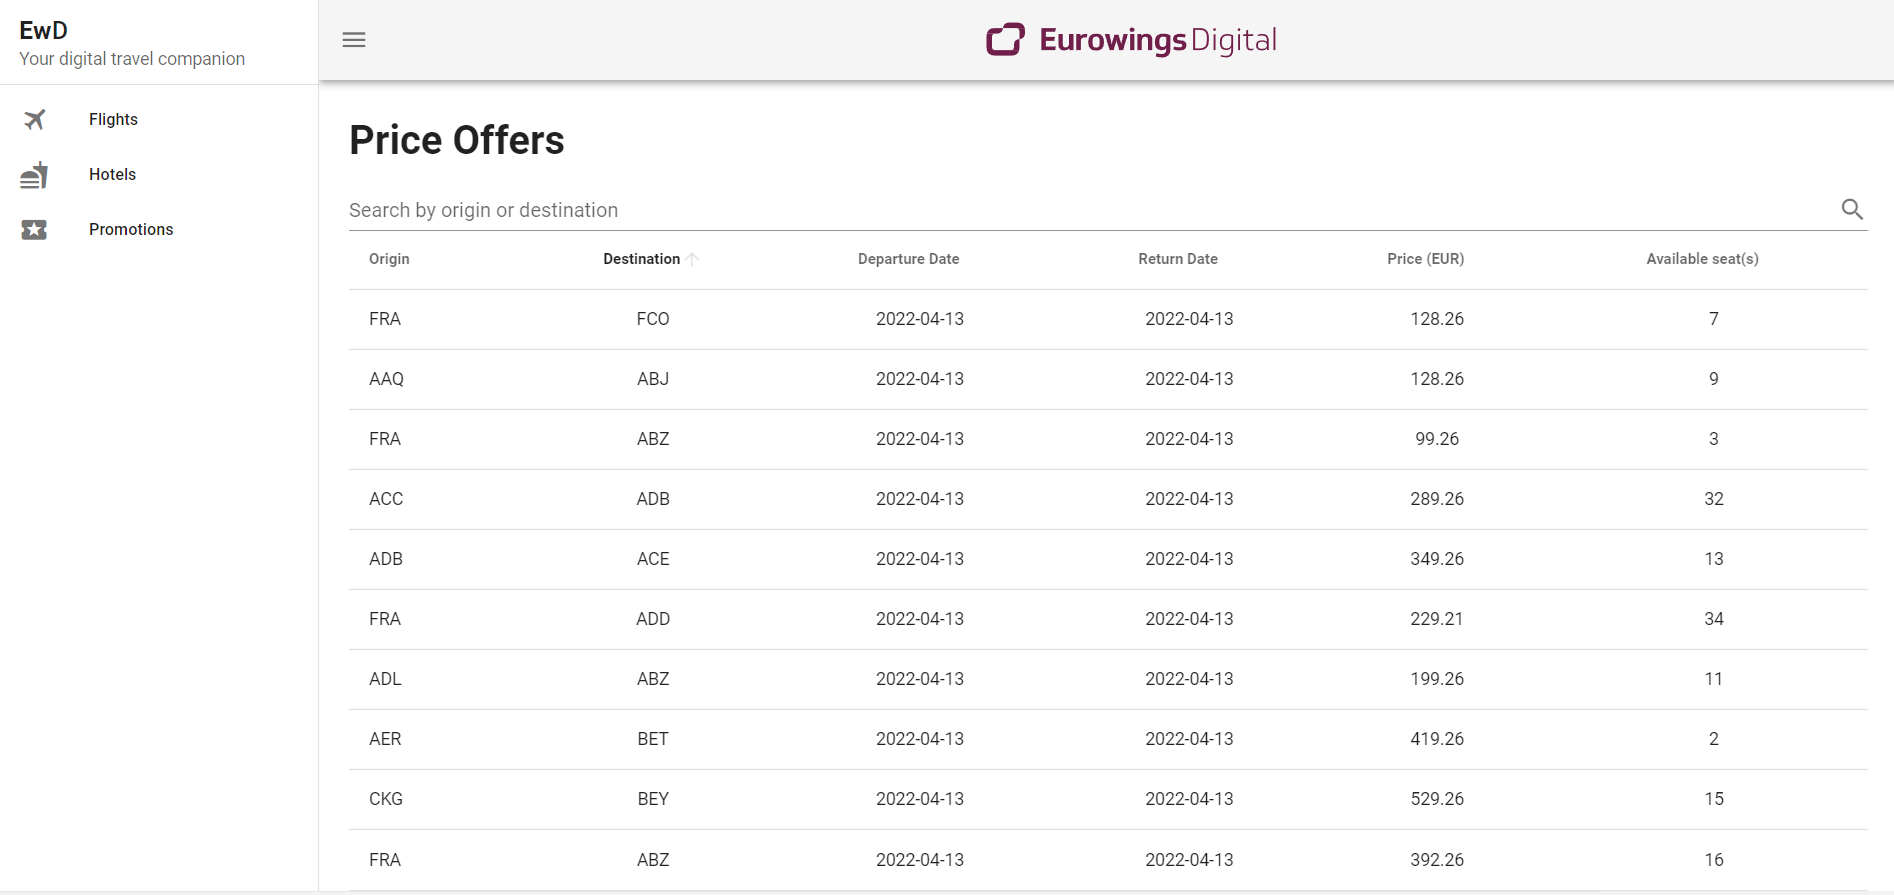 EwD
Your digital travel companion
Flights
Hotels
Promotions
Eurowings Digital
Price Offers
Search by origin or destination
Origin Destination Departure Date Return Date Price (EUR) Available seat(s)
FRA FCO 2022-04-13 2022-04-13 128.26 7
AAQ ABJ 2022-04-13 2022-04-13 128.26 9
FRA ABZ 2022-04-13 2022-04-13 99.26 3
ACC ADB 2022-04-13 2022-04-13 289.26 32
ADB ACE 2022-04-13 2022-04-13 349.26 13
FRA ADD 2022-04-13 2022-04-13 229.21 34
ADL ABZ 2022-04-13 2022-04-13 199.26 11
AER BET 2022-04-13 2022-04-13 419.26 2
CKG BEY 2022-04-13 2022-04-13 529.26 15
FRA ABZ 2022-04-13 2022-04-13 392.26 16